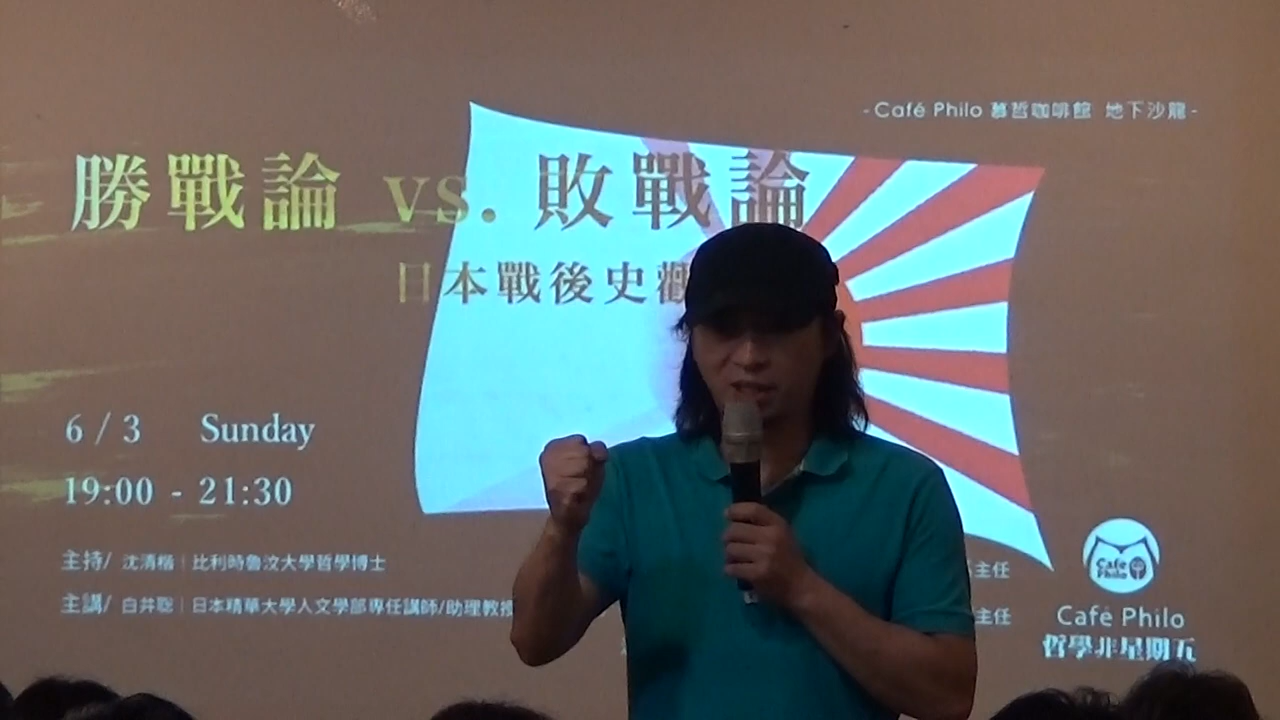 -Café Philo 慕哲咖啡館 地下沙龍-
勝戰論 vs. 敗戰論
日本戰後史觀
6 / 3 Sunday
19:00 - 21:30
主持/ 沈清楷｜比利時魯汶大學哲學博士
主任
主講/ 白井聡｜日本精華大學人文學部專任講師/助理教授
主任
Café Philo
Café Philo
哲學非星期五